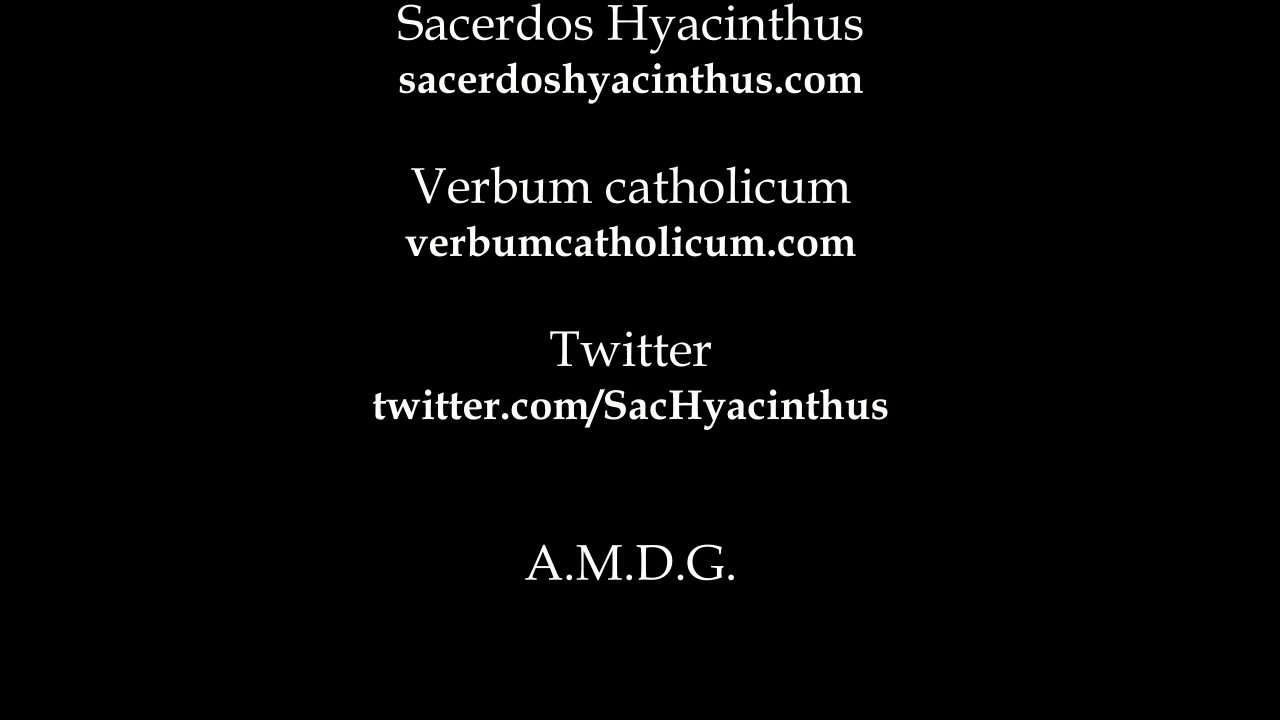 Sacerdos Hyacinthus
sacerdoshyacinthus.com
Verbum catholicum
verbumcatholicum.com
Twitter
twitter.com/SacHyacinthus
A.M.D.G.